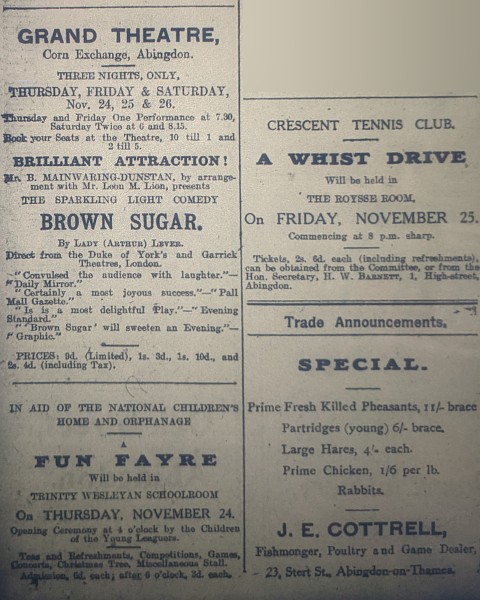 GRAND THEATRE,
Corn Exchange, Abingdon.
THREE NIGHTS, ONLY,
THURSDAY, FRIDAY & SATURDAY,
Nov. 24, 25 & 26.
Thursday and Friday One Performance at 7.30,
Saturday Twice at 6 and 8.15.
Book your Seats at the Theatre, 10 till 1 and
2 till 5.
BRILLIANT ATTRACTION!
Mr. B. MAINWARING-DUNSTAN, by arrange-
ment with Mr. Leon M. Lion, presents
THE SPARKLING LIGHT COMEDY
BROWN SUGAR.
By LADY (ARTHUR) LEVER.
Direct from the Duke of York's and Garrick
Theatres, London.
"Convulsed the audience with laughter."—
"Daily Mirror."
"Certainly a most joyous success."—"Pall
Mall Gazette."
"Is is a most delightful Play."—"Evening
Standard."
"'Brown Sugar' will sweeten an Evening."—
"Graphic."
PRICES: 9d. (Limited), 1s. 3d., 1s. 10d., and
2s. 4d. (including Tax).
IN AID OF THE NATIONAL CHILDREN'S
HOME AND ORPHANAGE
A
FUN FAYRE
Will be held in
TRINITY WESLEYAN SCHOOLROOM
On THURSDAY, NOVEMBER 24.
Opening Ceremony at 4 o'clock by the Children
of the Young Leaguers.
Teas and Refreshments, Competitions, Games,
Concerts, Christmas Tree, Miscellaneous Stall.
Admission, 6d. each; after 6 o'clock, 3d. each.
CRESCENT TENNIS CLUB.
A WHIST DRIVE
Will be held in
THE ROYSSE ROOM,
On FRIDAY, NOVEMBER 25.
Commencing at 8 p.m. sharp.
Tickets, 2s. 6d. each (including refreshments),
can be obtained from the Committee, or from the
Hon. Secretary, H. W. BARNETT, 1, High-street,
Abingdon.
Trade Announcements.
SPECIAL.
Prime Fresh Killed Pheasants, 11/- brace
Partridges (young) 6/- brace.
Large Hares, 4/- each.
Prime Chicken, 1/6 per lb.
Rabbits.
J. E. COTTRELL,
Fishmonger, Poultry and Game Dealer,
23, Stert St., Abingdon-on-Thames.